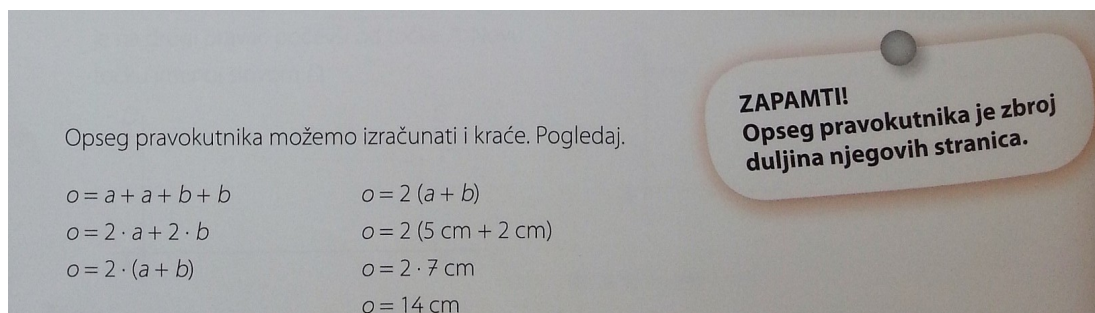 ZAPAMTI!
Opseg pravokutnika je zbroj
duljina njegovih stranica.
Opseg pravokutnika možemo izračunati i kraće. Pogledaj.
o = a + a + b + b
o = 2 · a + 2 · b
o = 2 · (a + b)
o = 2 (a + b)
o = 2 (5 cm + 2 cm)
o = 2 · 7 cm
o = 14 cm